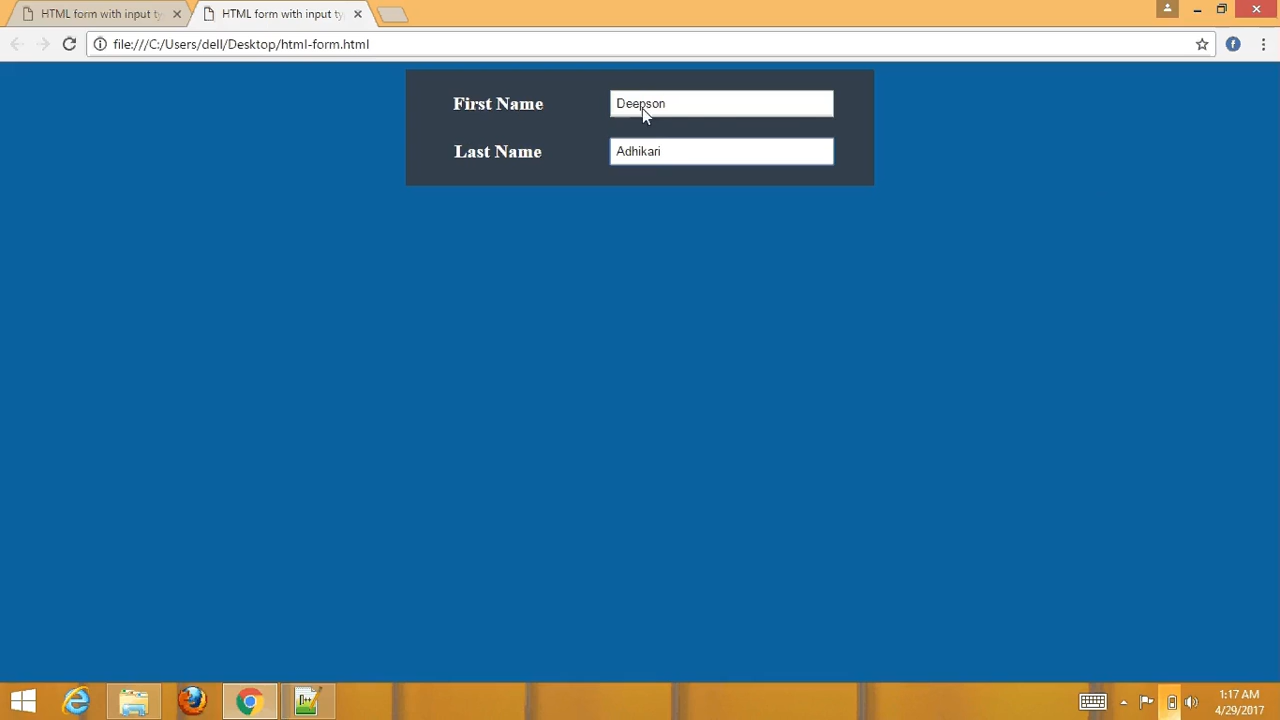 HTML form with input ty
HTML form with input ty
file:///C:/Users/dell/Desktop/html-form.html
First Name
Deepson
Last Name
Adhikari
1:17 AM
4/29/2017